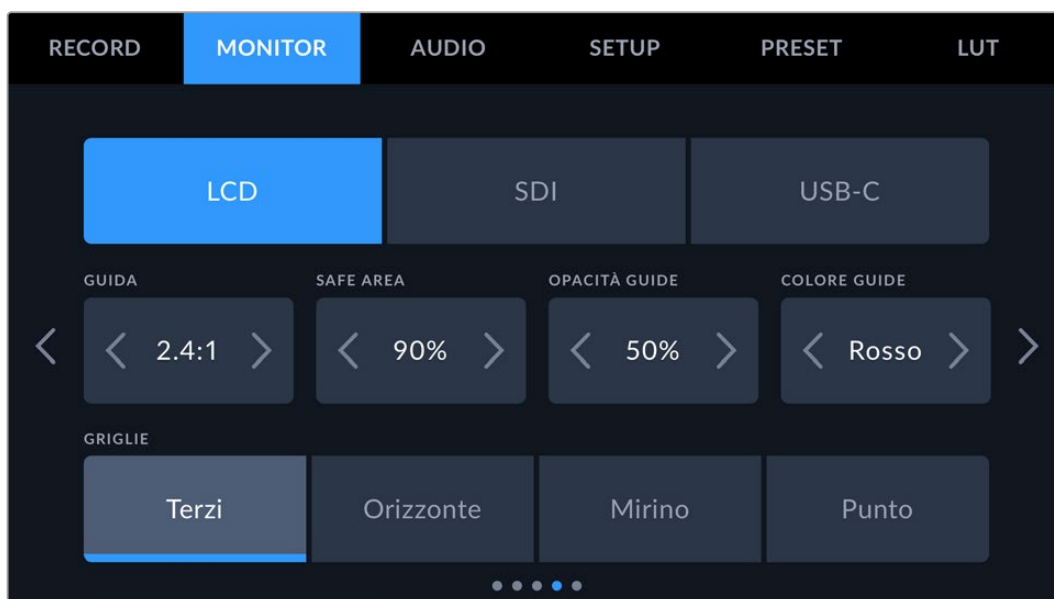 RECORD MONITOR AUDIO SETUP PRESET LUT
LCD SDI USB-C
GUIDA SAFE AREA OPACITÀ GUIDE COLORE GUIDE
2.4:1 90% 50% Rosso
GRIGLIE
Terzi Orizzonte Mirino Punto